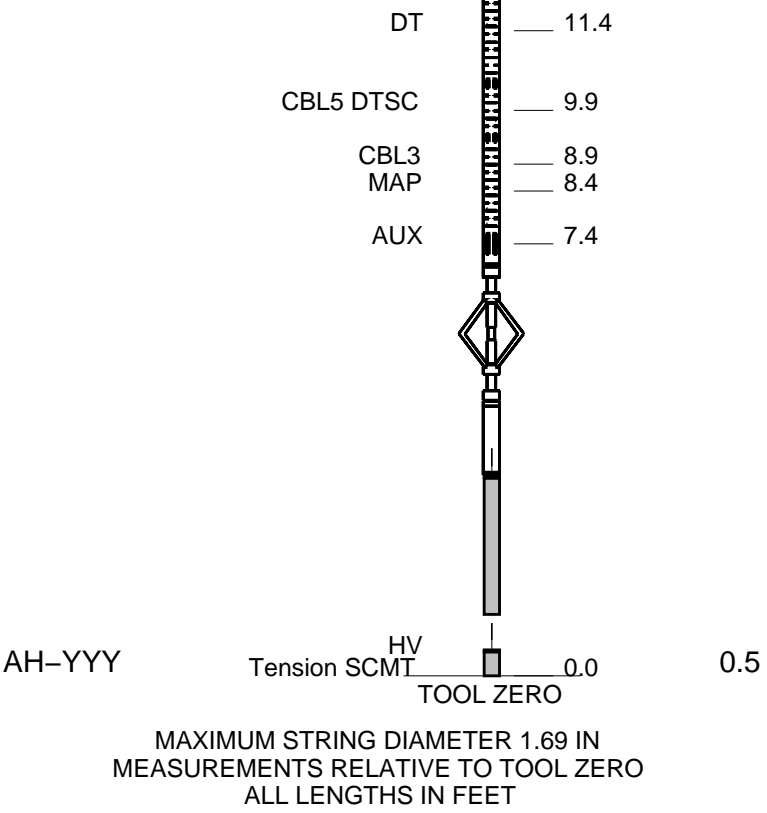 DT 11.4
CBL5 DTSC 9.9
CBL3 8.9
MAP 8.4
AUX 7.4
HV
AH−YYY Tension SCMT 0.0 0.5
TOOL ZERO
MAXIMUM STRING DIAMETER 1.69 IN
MEASUREMENTS RELATIVE TO TOOL ZERO
ALL LENGTHS IN FEET